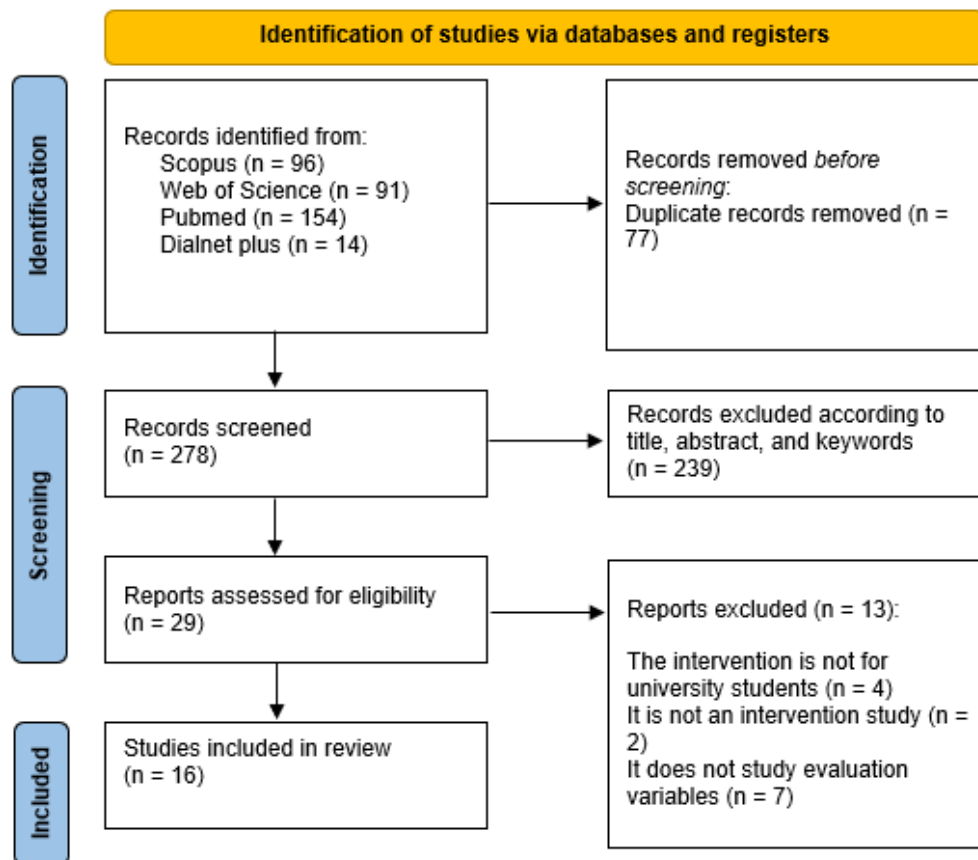 Identification of studies via databases and registers
Identification
Records identified from:
Scopus (n = 96)
Web of Science (n = 91)
Pubmed (n = 154)
Dialnet plus (n = 14)
Records removed before
screening:
Duplicate records removed (n =
77)
Screening
Records screened
(n = 278)
Records excluded according to
title, abstract, and keywords
(n = 239)
Reports assessed for eligibility
(n = 29)
Reports excluded (n = 13):
The intervention is not for
university students (n = 4)
It is not an intervention study (n =
2)
It does not study evaluation
variables (n = 7)
Included
Studies included in review
(n = 16)